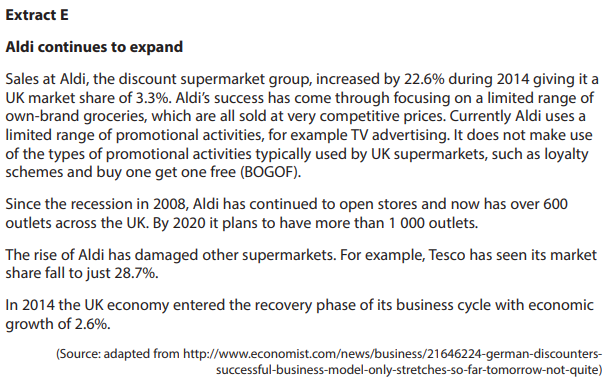 Extract E
Aldi continues to expand
Sales at Aldi, the discount supermarket group, increased by 22.6% during 2014 giving it a
UK market share of 3.3%. Aldi’s success has come through focusing on a limited range of
own-brand groceries, which are all sold at very competitive prices. Currently Aldi uses a
limited range of promotional activities, for example TV advertising. It does not make use
of the types of promotional activities typically used by UK supermarkets, such as loyalty
schemes and buy one get one free (BOGOF).
Since the recession in 2008, Aldi has continued to open stores and now has over 600
outlets across the UK. By 2020 it plans to have more than 1 000 outlets.
The rise of Aldi has damaged other supermarkets. For example, Tesco has seen its market
share fall to just 28.7%.
In 2014 the UK economy entered the recovery phase of its business cycle with economic
growth of 2.6%.
(Source: adapted from http://www.economist.com/news/business/21646224-german-discounters-
successful-business-model-only-stretches-so-far-tomorrow-not-quite)